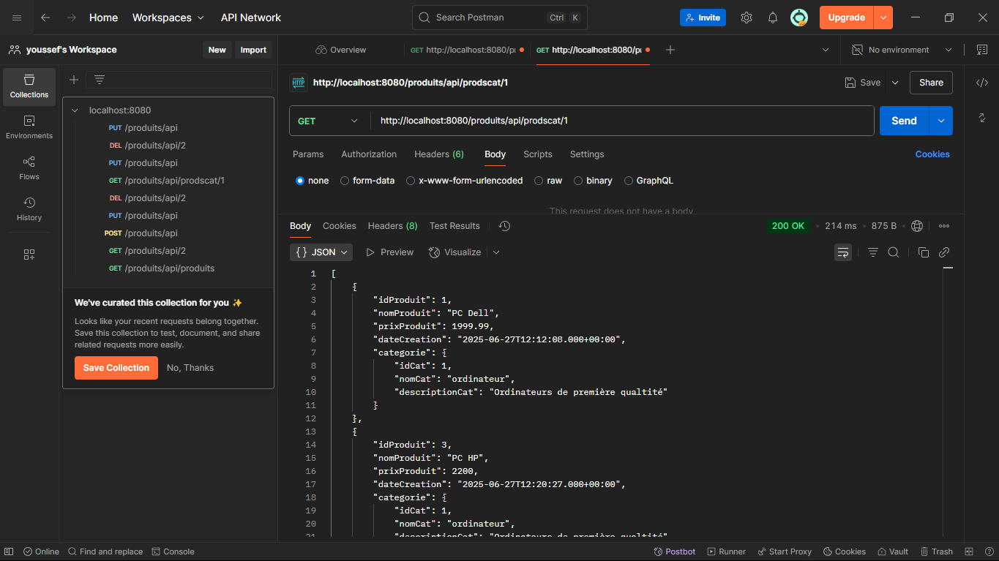 Home Workspaces API Network Search Postman Ctrl K Invite Upgrade
youssef's Workspace New Import Overview GET http://localhost:8080/p GET http://localhost:8080/p No environment
Collections
Environments
Flows
History
localhost:8080
PUT /produits/api
DEL /produits/api/2
PUT /produits/api
GET /produits/api/prodscat/1
DEL /produits/api/2
PUT /produits/api
POST /produits/api
GET /produits/api/2
GET /produits/api/produits
We've curated this collection for you ✨
Looks like your recent requests belong together.
Save this collection to test, document, and share
related requests more easily.
Save Collection No, Thanks
HTTP http://localhost:8080/produits/api/prodscat/1 Save Share
GET http://localhost:8080/produits/api/prodscat/1 Send
Params Authorization Headers (6) Body Scripts Settings Cookies
none form-data x-www-form-urlencoded raw binary GraphQL
This request does not have a body
Body Cookies Headers (8) Test Results 200 OK • 214 ms • 875 B
{} JSON Preview Visualize
1 [
2 {
3 "idProduit": 1,
4 "nomProduit": "PC Dell",
5 "prixProduit": 1999.99,
6 "dateCreation": "2025-06-27T12:12:08.000+00:00",
7 "categorie": {
8 "idCat": 1,
9 "nomCat": "ordinateur",
10 "descriptionCat": "Ordinateurs de première qualtité"
11 }
12 },
13 {
14 "idProduit": 3,
15 "nomProduit": "PC HP",
16 "prixProduit": 2200,
17 "dateCreation": "2025-06-27T12:20:27.000+00:00",
18 "categorie": {
19 "idCat": 1,
20 "nomCat": "ordinateur",
21 "descriptionCat": "Ordinateurs de première qualtité"
Online Find and replace Console Postbot Runner Start Proxy Cookies Vault Trash